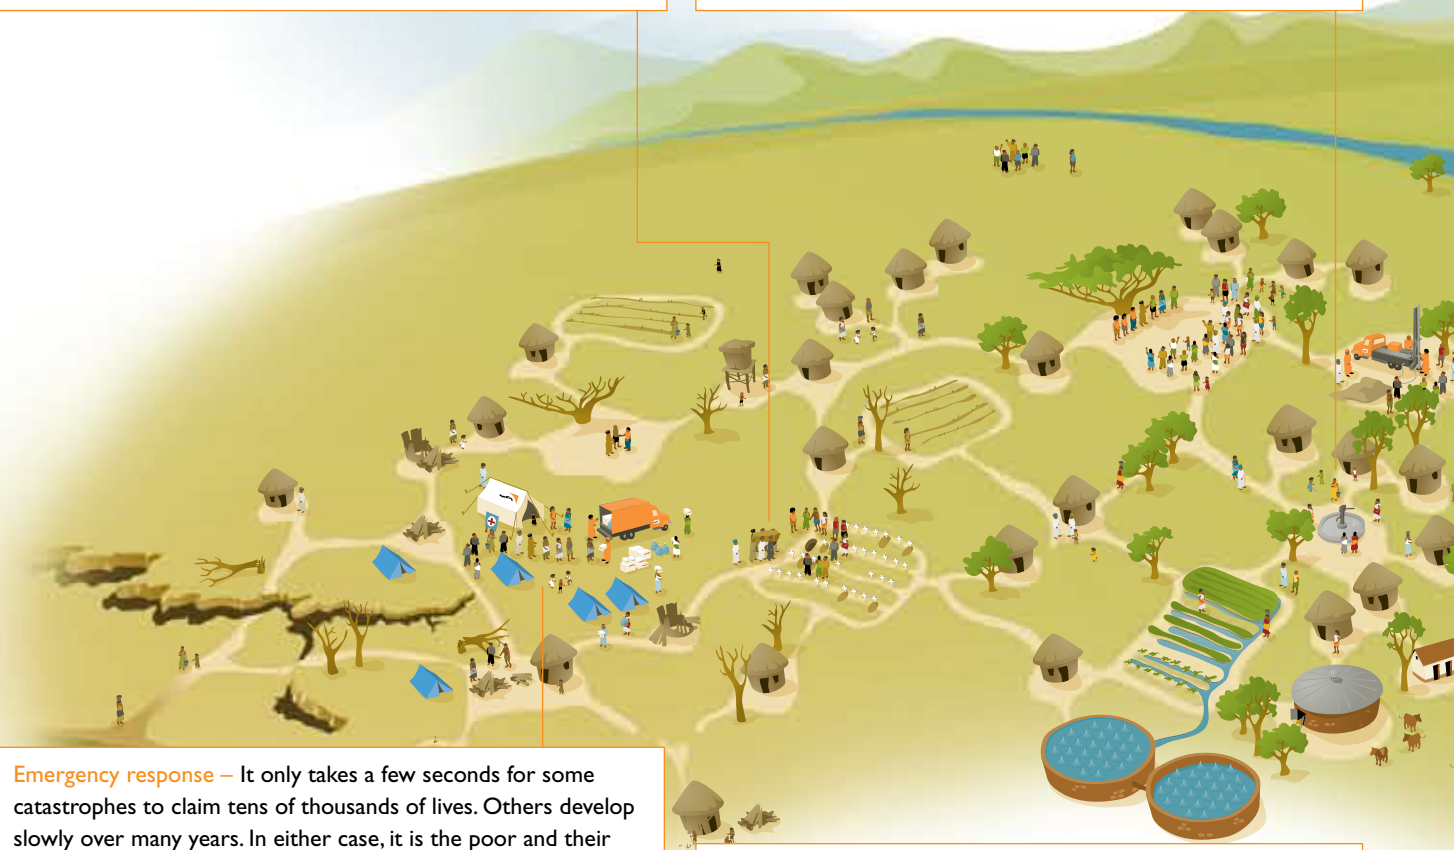 Emergency response – It only takes a few seconds for some
catastrophes to claim tens of thousands of lives. Others develop
slowly over many years. In either case, it is the poor and their